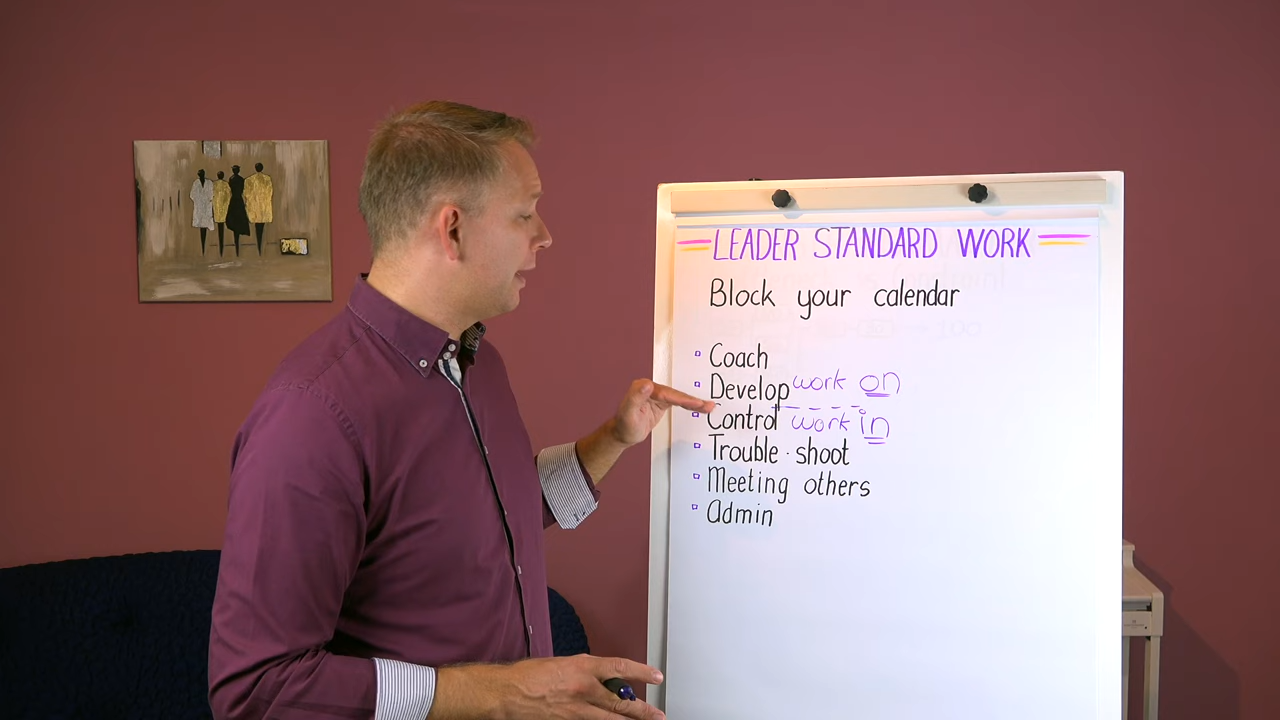 LEADER STANDARD WORK
Block your calendar
Coach
Develop work on
Control work in
Trouble-shoot
Meeting others
Admin